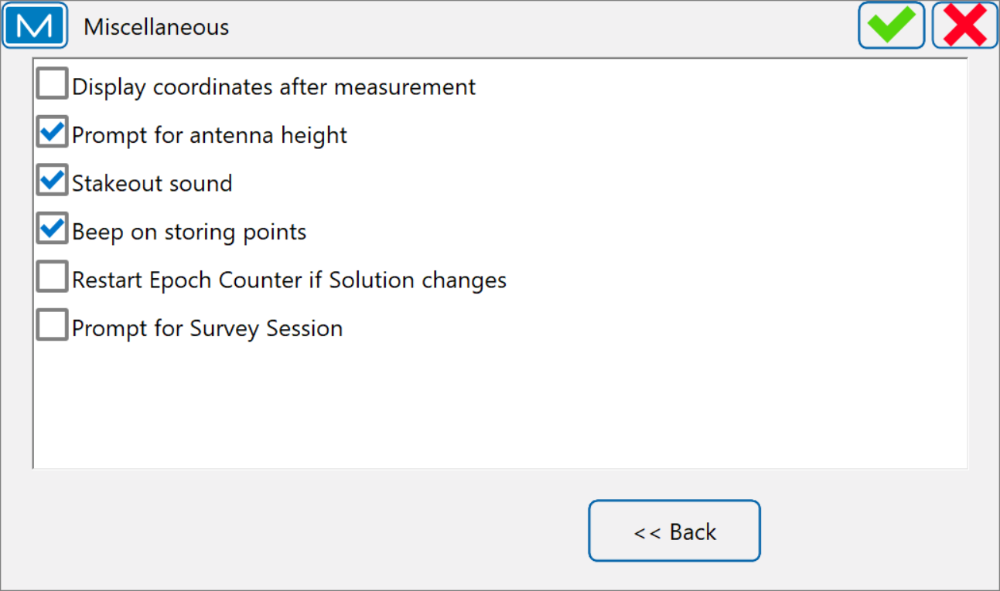 Miscellaneous
Display coordinates after measurement
Prompt for antenna height
Stakeout sound
Beep on storing points
Restart Epoch Counter if Solution changes
Prompt for Survey Session
<< Back